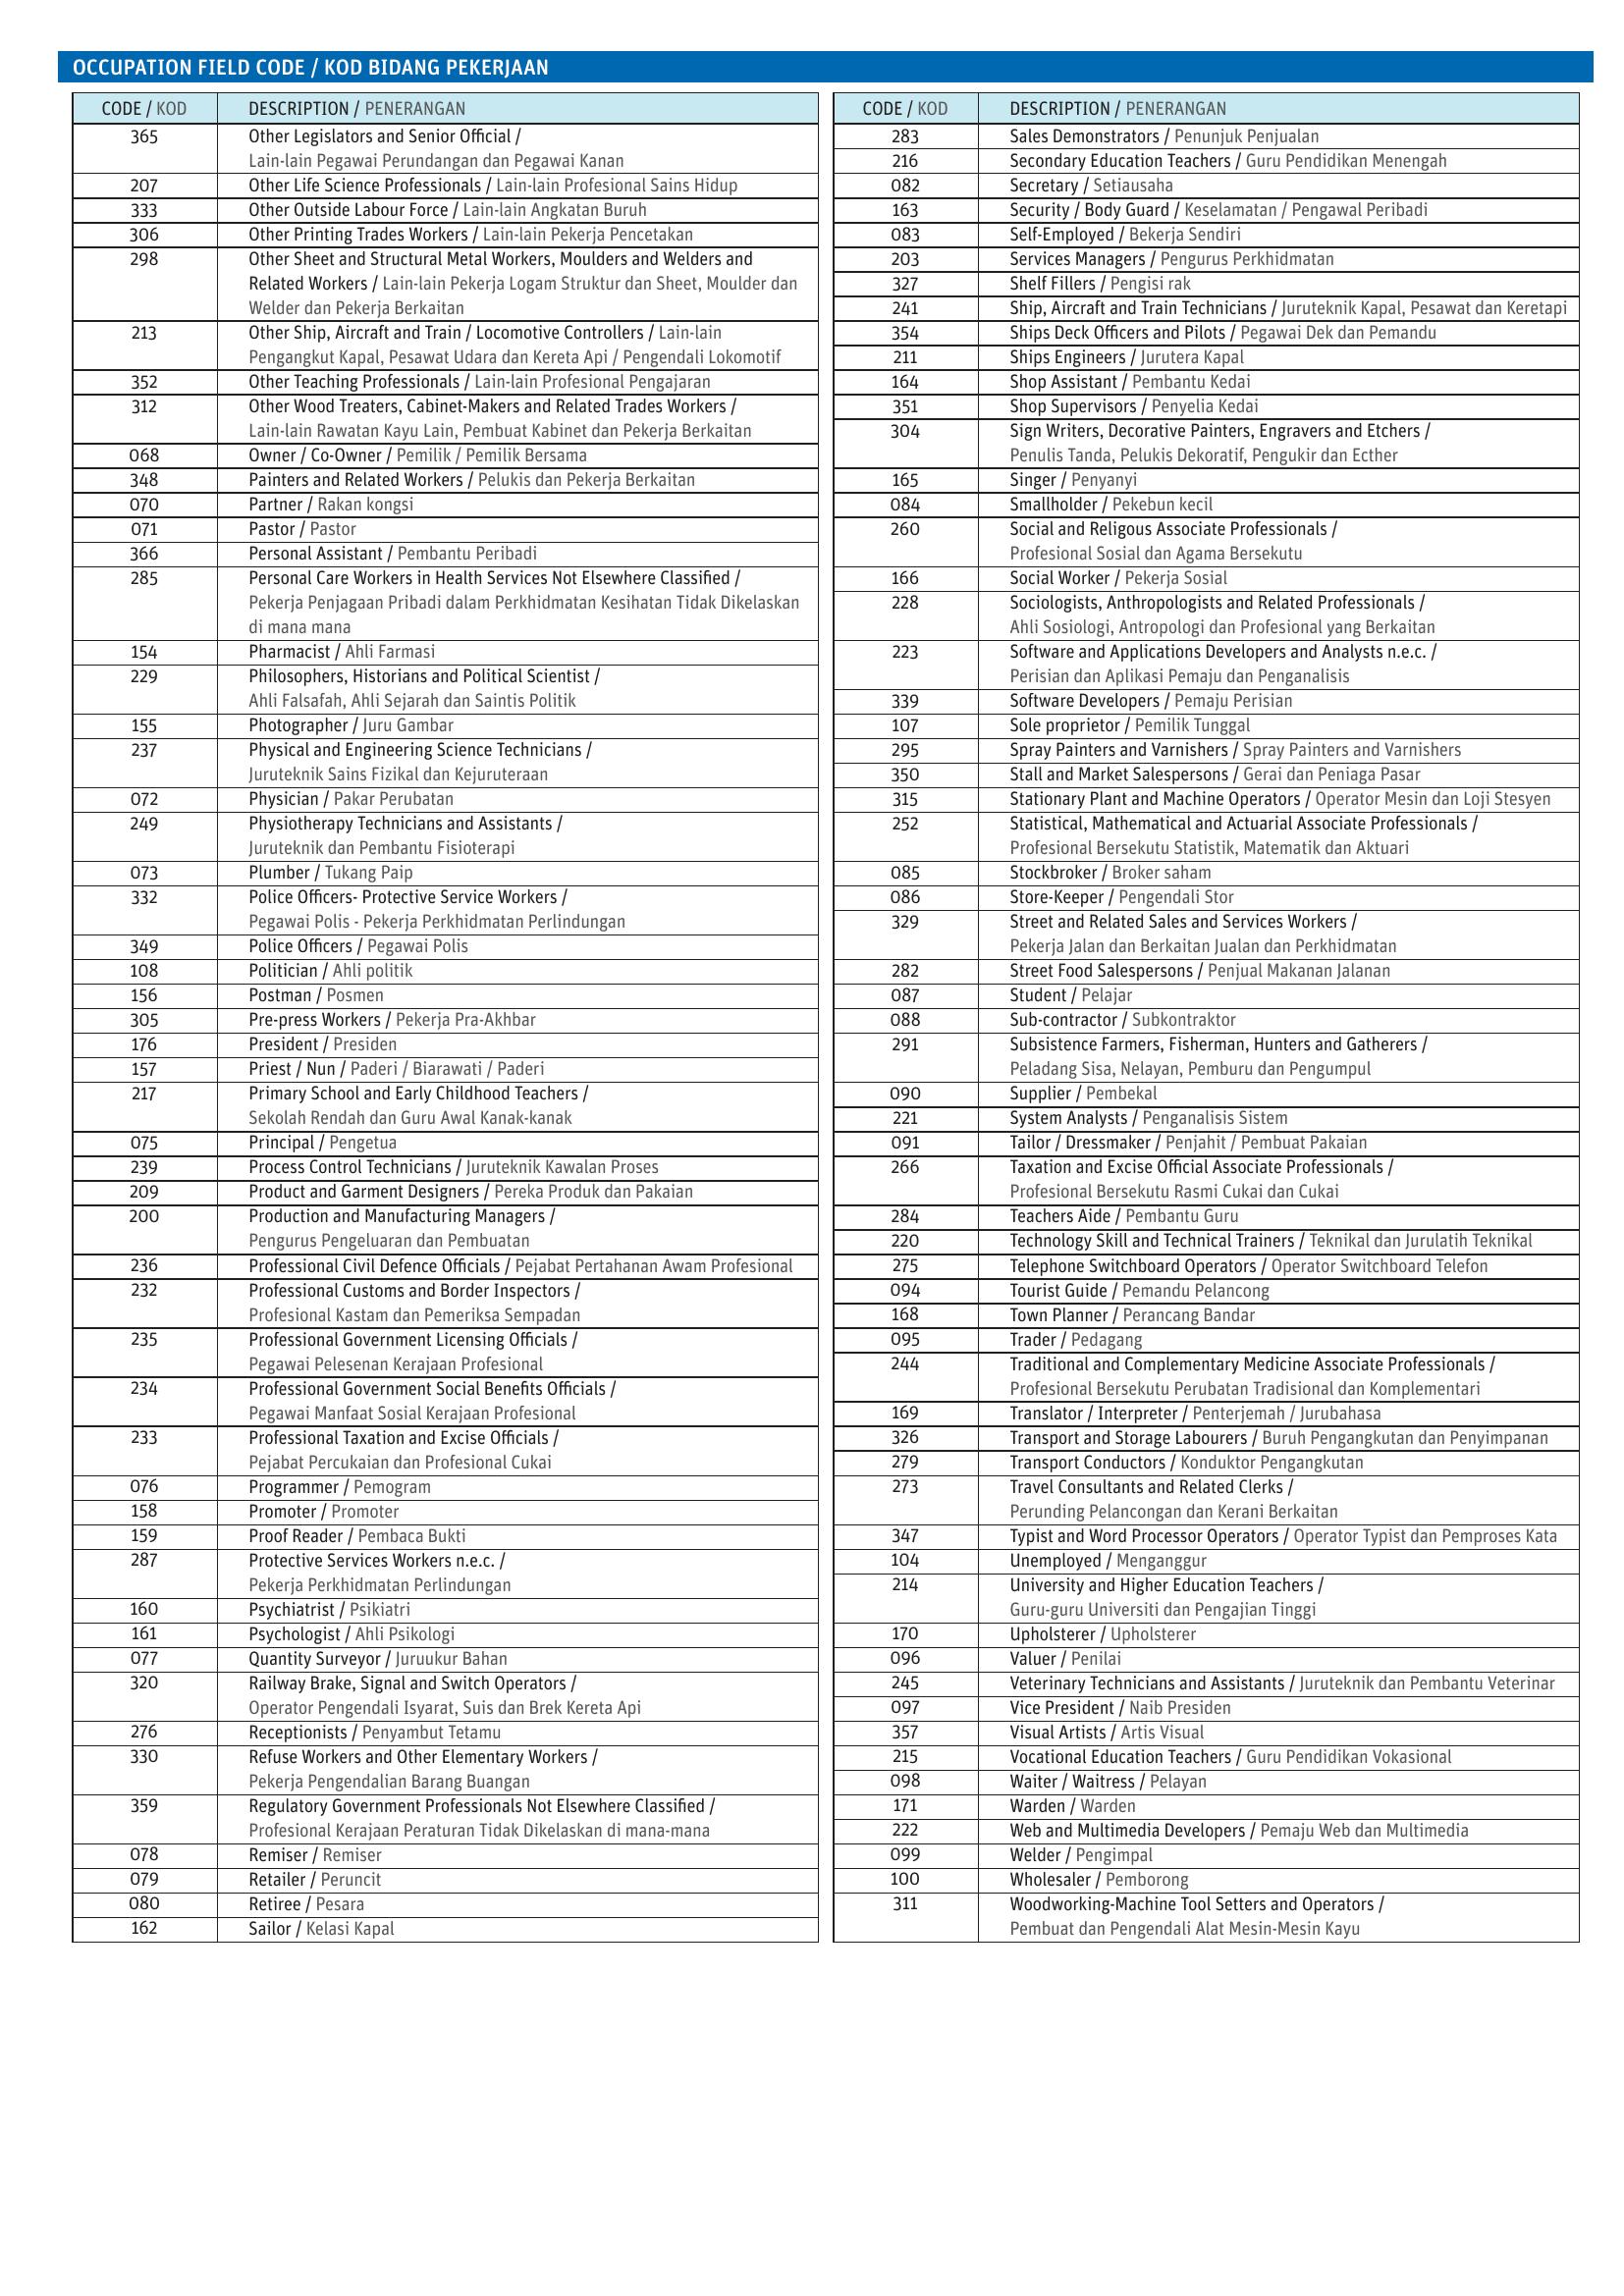 OCCUPATION FIELD CODE / KOD BIDANG PEKERJAAN
CODE / KOD DESCRIPTION / PENERANGAN
365 Other Legislators and Senior Official /
Lain-lain Pegawai Perundangan dan Pegawai Kanan
207 Other Life Science Professionals / Lain-lain Profesional Sains Hidup
333 Other Outside Labour Force / Lain-lain Angkatan Buruh
306 Other Printing Trades Workers / Lain-lain Pekerja Pencetakan
298 Other Sheet and Structural Metal Workers, Moulders and Welders and
Related Workers / Lain-lain Pekerja Logam Struktur dan Sheet, Moulder dan
Welder dan Pekerja Berkaitan
213 Other Ship, Aircraft and Train / Locomotive Controllers / Lain-lain
Pengangkut Kapal, Pesawat Udara dan Kereta Api / Pengendali Lokomotif
352 Other Teaching Professionals / Lain-lain Profesional Pengajaran
312 Other Wood Treaters, Cabinet-Makers and Related Trades Workers /
Lain-lain Rawatan Kayu Lain, Pembuat Kabinet dan Pekerja Berkaitan
068 Owner / Co-Owner / Pemilik / Pemilik Bersama
348 Painters and Related Workers / Pelukis dan Pekerja Berkaitan
070 Partner / Rakan kongsi
071 Pastor / Pastor
366 Personal Assistant / Pembantu Peribadi
285 Personal Care Workers in Health Services Not Elsewhere Classified /
Pekerja Penjagaan Pribadi dalam Perkhidmatan Kesihatan Tidak Dikelaskan
di mana mana
154 Pharmacist / Ahli Farmasi
229 Philosophers, Historians and Political Scientist /
Ahli Falsafah, Ahli Sejarah dan Saintis Politik
155 Photographer / Juru Gambar
237 Physical and Engineering Science Technicians /
Juruteknik Sains Fizikal dan Kejuruteraan
072 Physician / Pakar Perubatan
249 Physiotherapy Technicians and Assistants /
Juruteknik dan Pembantu Fisioterapi
073 Plumber / Tukang Paip
332 Police Officers- Protective Service Workers /
Pegawai Polis - Pekerja Perkhidmatan Perlindungan
349 Police Officers / Pegawai Polis
108 Politician / Ahli politik
156 Postman / Posmen
305 Pre-press Workers / Pekerja Pra-Akhbar
176 President / Presiden
157 Priest / Nun / Paderi / Biarawati / Paderi
217 Primary School and Early Childhood Teachers /
Sekolah Rendah dan Guru Awal Kanak-kanak
075 Principal / Pengetua
239 Process Control Technicians / Juruteknik Kawalan Proses
209 Product and Garment Designers / Pereka Produk dan Pakaian
200 Production and Manufacturing Managers /
Pengurus Pengeluaran dan Pembuatan
236 Professional Civil Defence Officials / Pejabat Pertahanan Awam Profesional
232 Professional Customs and Border Inspectors /
Profesional Kastam dan Pemeriksa Sempadan
235 Professional Government Licensing Officials /
Pegawai Pelesenan Kerajaan Profesional
234 Professional Government Social Benefits Officials /
Pegawai Manfaat Sosial Kerajaan Profesional
233 Professional Taxation and Excise Officials /
Pejabat Percukaian dan Profesional Cukai
076 Programmer / Pemogram
158 Promoter / Promoter
159 Proof Reader / Pembaca Bukti
287 Protective Services Workers n.e.c. /
Pekerja Perkhidmatan Perlindungan
160 Psychiatrist / Psikiatri
161 Psychologist / Ahli Psikologi
077 Quantity Surveyor / Juruukur Bahan
320 Railway Brake, Signal and Switch Operators /
Operator Pengendali Isyarat, Suis dan Brek Kereta Api
276 Receptionists / Penyambut Tetamu
330 Refuse Workers and Other Elementary Workers /
Pekerja Pengendalian Barang Buangan
359 Regulatory Government Professionals Not Elsewhere Classified /
Profesional Kerajaan Peraturan Tidak Dikelaskan di mana-mana
078 Remiser / Remiser
079 Retailer / Peruncit
080 Retiree / Pesara
162 Sailor / Kelasi Kapal
CODE / KOD DESCRIPTION / PENERANGAN
283 Sales Demonstrators / Penunjuk Penjualan
216 Secondary Education Teachers / Guru Pendidikan Menengah
082 Secretary / Setiausaha
163 Security / Body Guard / Keselamatan / Pengawal Peribadi
083 Self-Employed / Bekerja Sendiri
203 Services Managers / Pengurus Perkhidmatan
327 Shelf Fillers / Pengisi rak
241 Ship, Aircraft and Train Technicians / Juruteknik Kapal, Pesawat dan Keretapi
354 Ships Deck Officers and Pilots / Pegawai Dek dan Pemandu
211 Ships Engineers / Jurutera Kapal
164 Shop Assistant / Pembantu Kedai
351 Shop Supervisors / Penyelia Kedai
304 Sign Writers, Decorative Painters, Engravers and Etchers /
Penulis Tanda, Pelukis Dekoratif, Pengukir dan Ecther
165 Singer / Penyanyi
084 Smallholder / Pekebun kecil
260 Social and Religous Associate Professionals /
Profesional Sosial dan Agama Bersekutu
166 Social Worker / Pekerja Sosial
228 Sociologists, Anthropologists and Related Professionals /
Ahli Sosiologi, Antropologi dan Profesional yang Berkaitan
223 Software and Applications Developers and Analysts n.e.c. /
Perisian dan Aplikasi Pemaju dan Penganalisis
339 Software Developers / Pemaju Perisian
107 Sole proprietor / Pemilik Tunggal
295 Spray Painters and Varnishers / Spray Painters and Varnishers
350 Stall and Market Salespersons / Gerai dan Peniaga Pasar
315 Stationary Plant and Machine Operators / Operator Mesin dan Loji Stesyen
252 Statistical, Mathematical and Actuarial Associate Professionals /
Profesional Bersekutu Statistik, Matematik dan Aktuari
085 Stockbroker / Broker saham
086 Store-Keeper / Pengendali Stor
329 Street and Related Sales and Services Workers /
Pekerja Jalan dan Berkaitan Jualan dan Perkhidmatan
282 Street Food Salespersons / Penjual Makanan Jalanan
087 Student / Pelajar
088 Sub-contractor / Subkontraktor
291 Subsistence Farmers, Fisherman, Hunters and Gatherers /
Peladang Sisa, Nelayan, Pemburu dan Pengumpul
090 Supplier / Pembekal
221 System Analysts / Penganalisis Sistem
091 Tailor / Dressmaker / Penjahit / Pembuat Pakaian
266 Taxation and Excise Official Associate Professionals /
Profesional Bersekutu Rasmi Cukai dan Cukai
284 Teachers Aide / Pembantu Guru
220 Technology Skill and Technical Trainers / Teknikal dan Jurulatih Teknikal
275 Telephone Switchboard Operators / Operator Switchboard Telefon
094 Tourist Guide / Pemandu Pelancong
168 Town Planner / Perancang Bandar
095 Trader / Pedagang
244 Traditional and Complementary Medicine Associate Professionals /
Profesional Bersekutu Perubatan Tradisional dan Komplementari
169 Translator / Interpreter / Penterjemah / Jurubahasa
326 Transport and Storage Labourers / Buruh Pengangkutan dan Penyimpanan
279 Transport Conductors / Konduktor Pengangkutan
273 Travel Consultants and Related Clerks /
Perunding Pelancongan dan Kerani Berkaitan
347 Typist and Word Processor Operators / Operator Typist dan Pemproses Kata
104 Unemployed / Menganggur
214 University and Higher Education Teachers /
Guru-guru Universiti dan Pengajian Tinggi
170 Upholsterer / Upholsterer
096 Valuer / Penilai
245 Veterinary Technicians and Assistants / Juruteknik dan Pembantu Veterinar
097 Vice President / Naib Presiden
357 Visual Artists / Artis Visual
215 Vocational Education Teachers / Guru Pendidikan Vokasional
098 Waiter / Waitress / Pelayan
171 Warden / Warden
222 Web and Multimedia Developers / Pemaju Web dan Multimedia
099 Welder / Pengimpal
100 Wholesaler / Pemborong
311 Woodworking-Machine Tool Setters and Operators /
Pembuat dan Pengendali Alat Mesin-Mesin Kayu